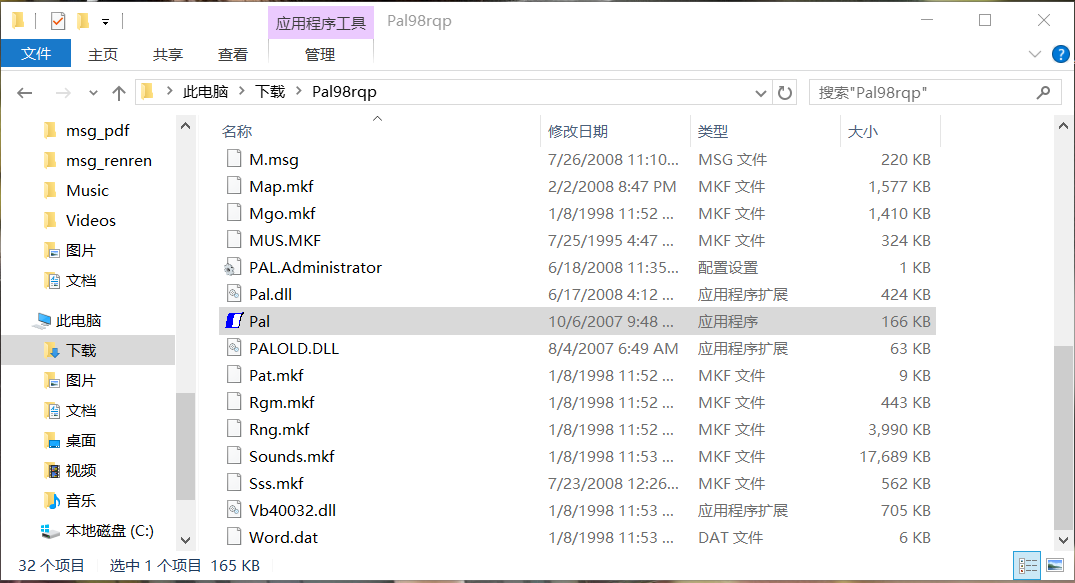 应用程序工具 Pal98rqp
文件 主页 共享 查看 管理
此电脑 下载 Pal98rqp 搜索"Pal98rqp"
msg_pdf
msg_renren
Music
Videos
图片
文档
此电脑
下载
图片
文档
桌面
视频
音乐
本地磁盘 (C:)
名称 修改日期 类型 大小
M.msg 7/26/2008 11:10... MSG 文件 220 KB
Map.mkf 2/2/2008 8:47 PM MKF 文件 1,577 KB
Mgo.mkf 1/8/1998 11:52 ... MKF 文件 1,410 KB
MUS.MKF 7/25/1995 4:47 ... MKF 文件 324 KB
PAL.Administrator 6/18/2008 11:35... 配置设置 1 KB
Pal.dll 6/17/2008 4:12 ... 应用程序扩展 424 KB
Pal 10/6/2007 9:48 ... 应用程序 166 KB
PALOLD.DLL 8/4/2007 6:49 AM 应用程序扩展 63 KB
Pat.mkf 1/8/1998 11:52 ... MKF 文件 9 KB
Rgm.mkf 1/8/1998 11:52 ... MKF 文件 443 KB
Rng.mkf 1/8/1998 11:52 ... MKF 文件 3,990 KB
Sounds.mkf 1/8/1998 11:53 ... MKF 文件 17,689 KB
Sss.mkf 7/23/2008 12:26... MKF 文件 562 KB
Vb40032.dll 1/8/1998 11:53 ... 应用程序扩展 705 KB
Word.dat 1/8/1998 11:53 ... DAT 文件 6 KB
32 个项目 选中 1 个项目 165 KB